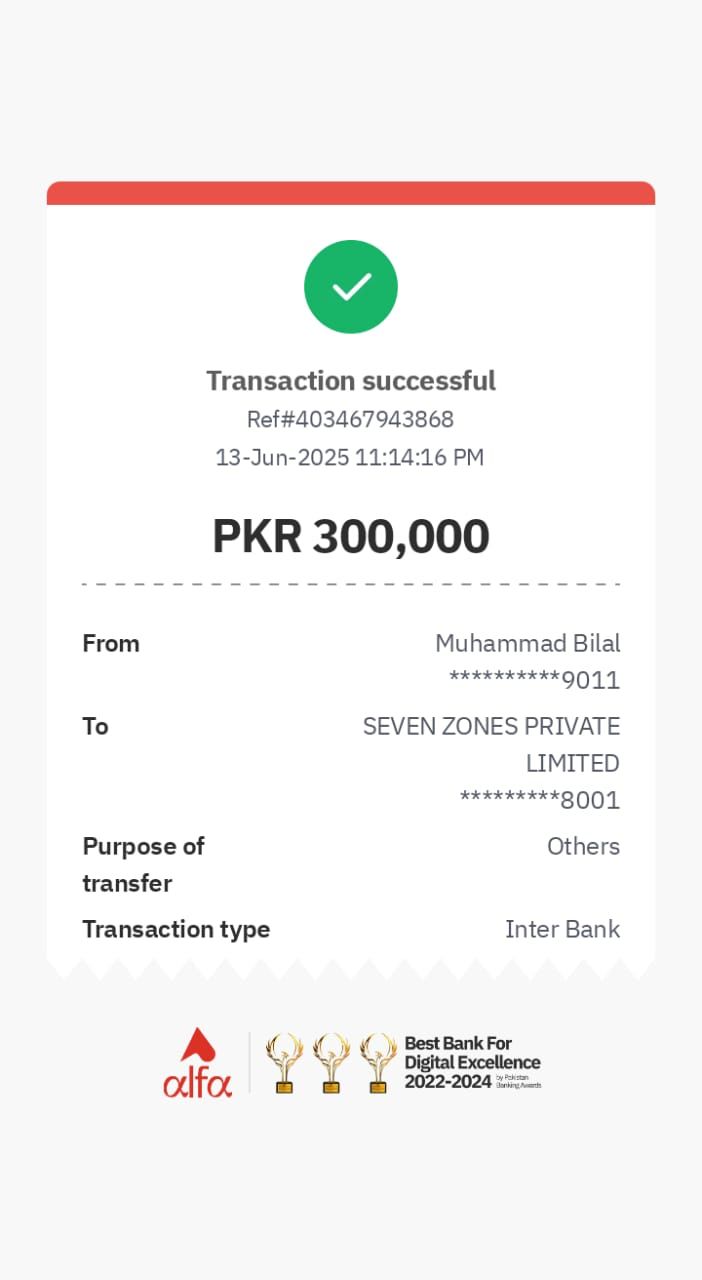 Transaction successful
Ref#403467943868
13-Jun-2025 11:14:16 PM
PKR 300,000
From
Muhammad Bilal
**********9011
To
SEVEN ZONES PRIVATE
LIMITED
*********8001
Purpose of
transfer
Others
Transaction type
Inter Bank
alfa
Best Bank For
Digital Excellence
2022-2024
by Pakistan
Banking Awards